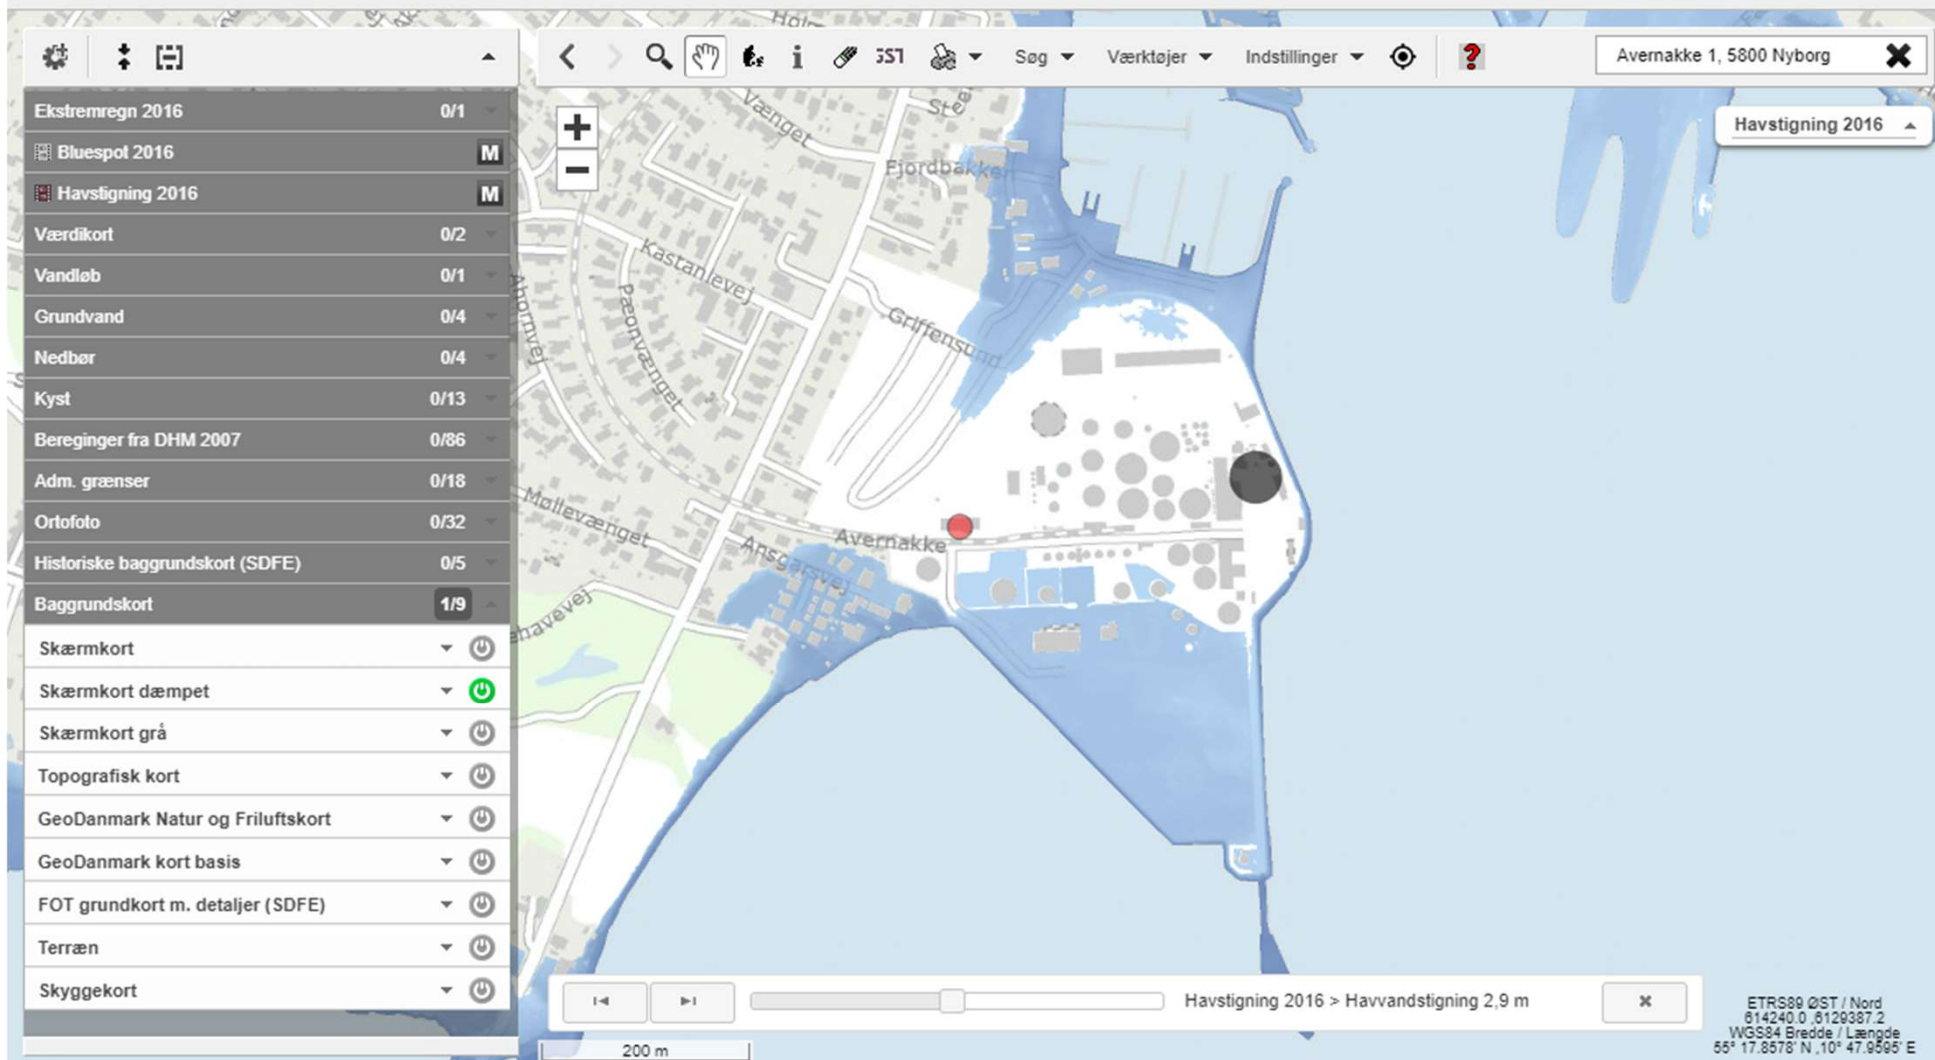 Holm
Søg
Værktøjer
Indstillinger
?
Avernakke 1, 5800 Nyborg
Havstigning 2016
Ekstremregn 2016 0/1
Bluespot 2016 M
Havstigning 2016 M
Værdikort 0/2
Vandløb 0/1
Grundvand 0/4
Nedbør 0/4
Kyst 0/13
Bereginger fra DHM 2007 0/86
Adm. grænser 0/18
Ortofoto 0/32
Historiske baggrundskort (SDFE) 0/5
Baggrundskort 1/9
Skærmkort
Skærmkort dæmpet
Skærmkort grå
Topografisk kort
GeoDanmark Natur og Friluftskort
GeoDanmark kort basis
FOT grundkort m. detaljer (SDFE)
Terræn
Skyggekort
+
−
Vænget
Stee
Fjordbakken
Kastanievej
Ahornvej
Pæonvænget
Griffensund
Møllevænget
Ansgarsvej
Avernakke
ehavevej
Havstigning 2016 > Havvandstigning 2,9 m
200 m
ETRS89 ØST / Nord
614240.0 ,6129387.2
WGS84 Bredde / Længde
55° 17.8578' N ,10° 47.9595' E